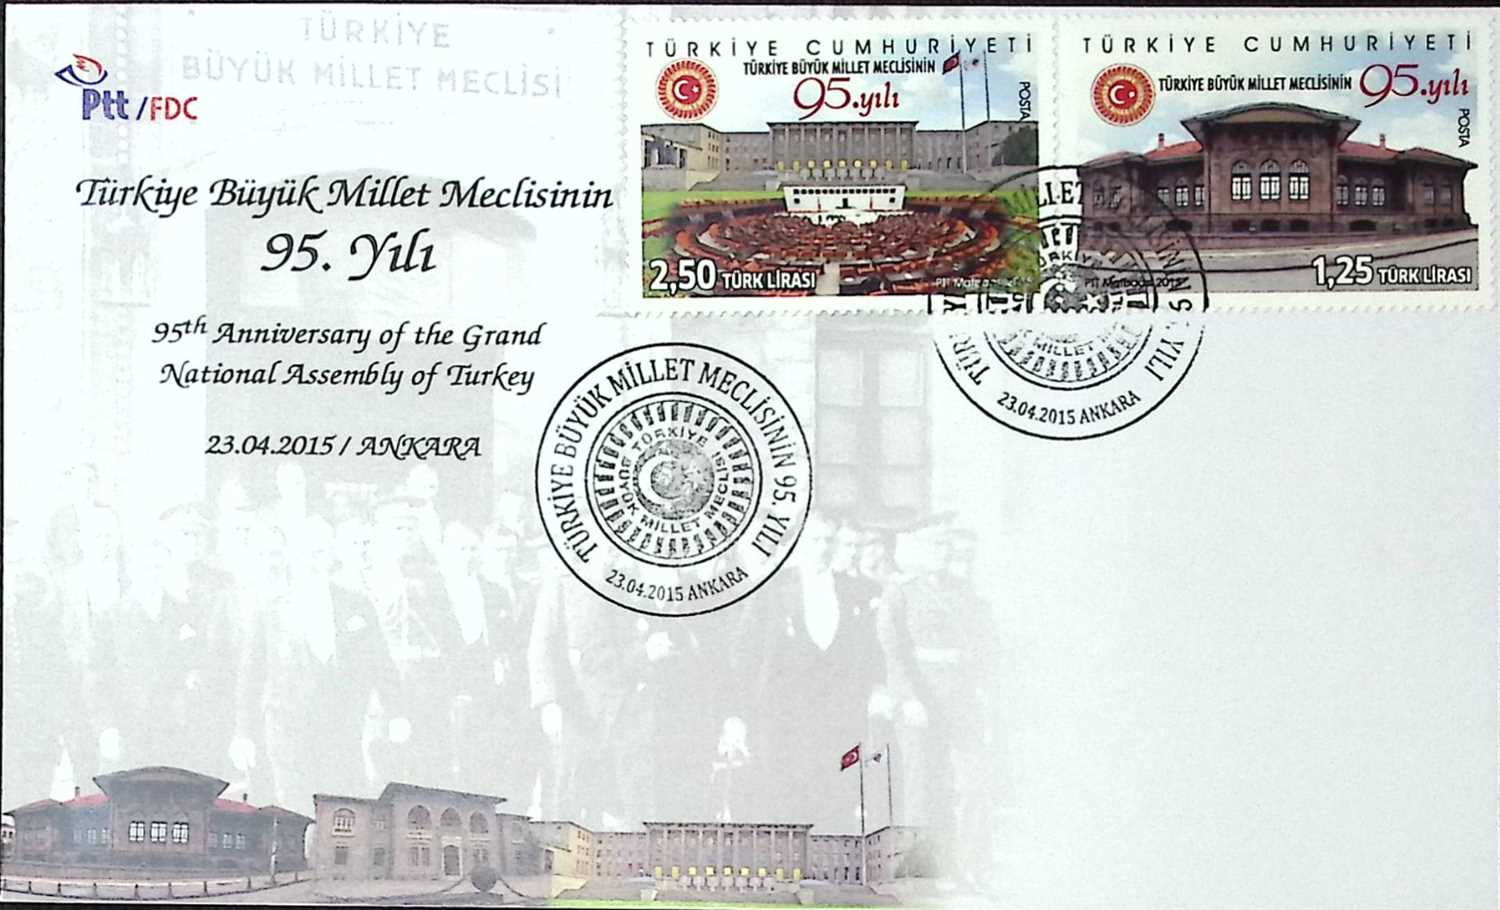 TÜRKİYE
BÜYÜK MİLLET MECLİSİ
Ptt /FDC
Türkiye Büyük Millet Meclisinin
95. Yılı
95th Anniversary of the Grand
National Assembly of Turkey
23.04.2015 / ANKARA
TÜRKİYE CUMHURİYETİ
TÜRKİYE BÜYÜK MİLLET MECLİSİNİN
95.yılı
POSTA
2,50 TÜRK LİRASI
TÜRKİYE CUMHURİYETİ
TÜRKİYE BÜYÜK MİLLET MECLİSİNİN 95.yılı
POSTA
PTT Matbaası 2015
1,25 TÜRK LİRASI
TÜRKİYE BÜYÜK MİLLET MECLİSİNİN 95. YILI
TÜRKİYE
BÜYÜK MİLLET MECLİSİ
23.04.2015 ANKARA
23.04.2015 ANKARA